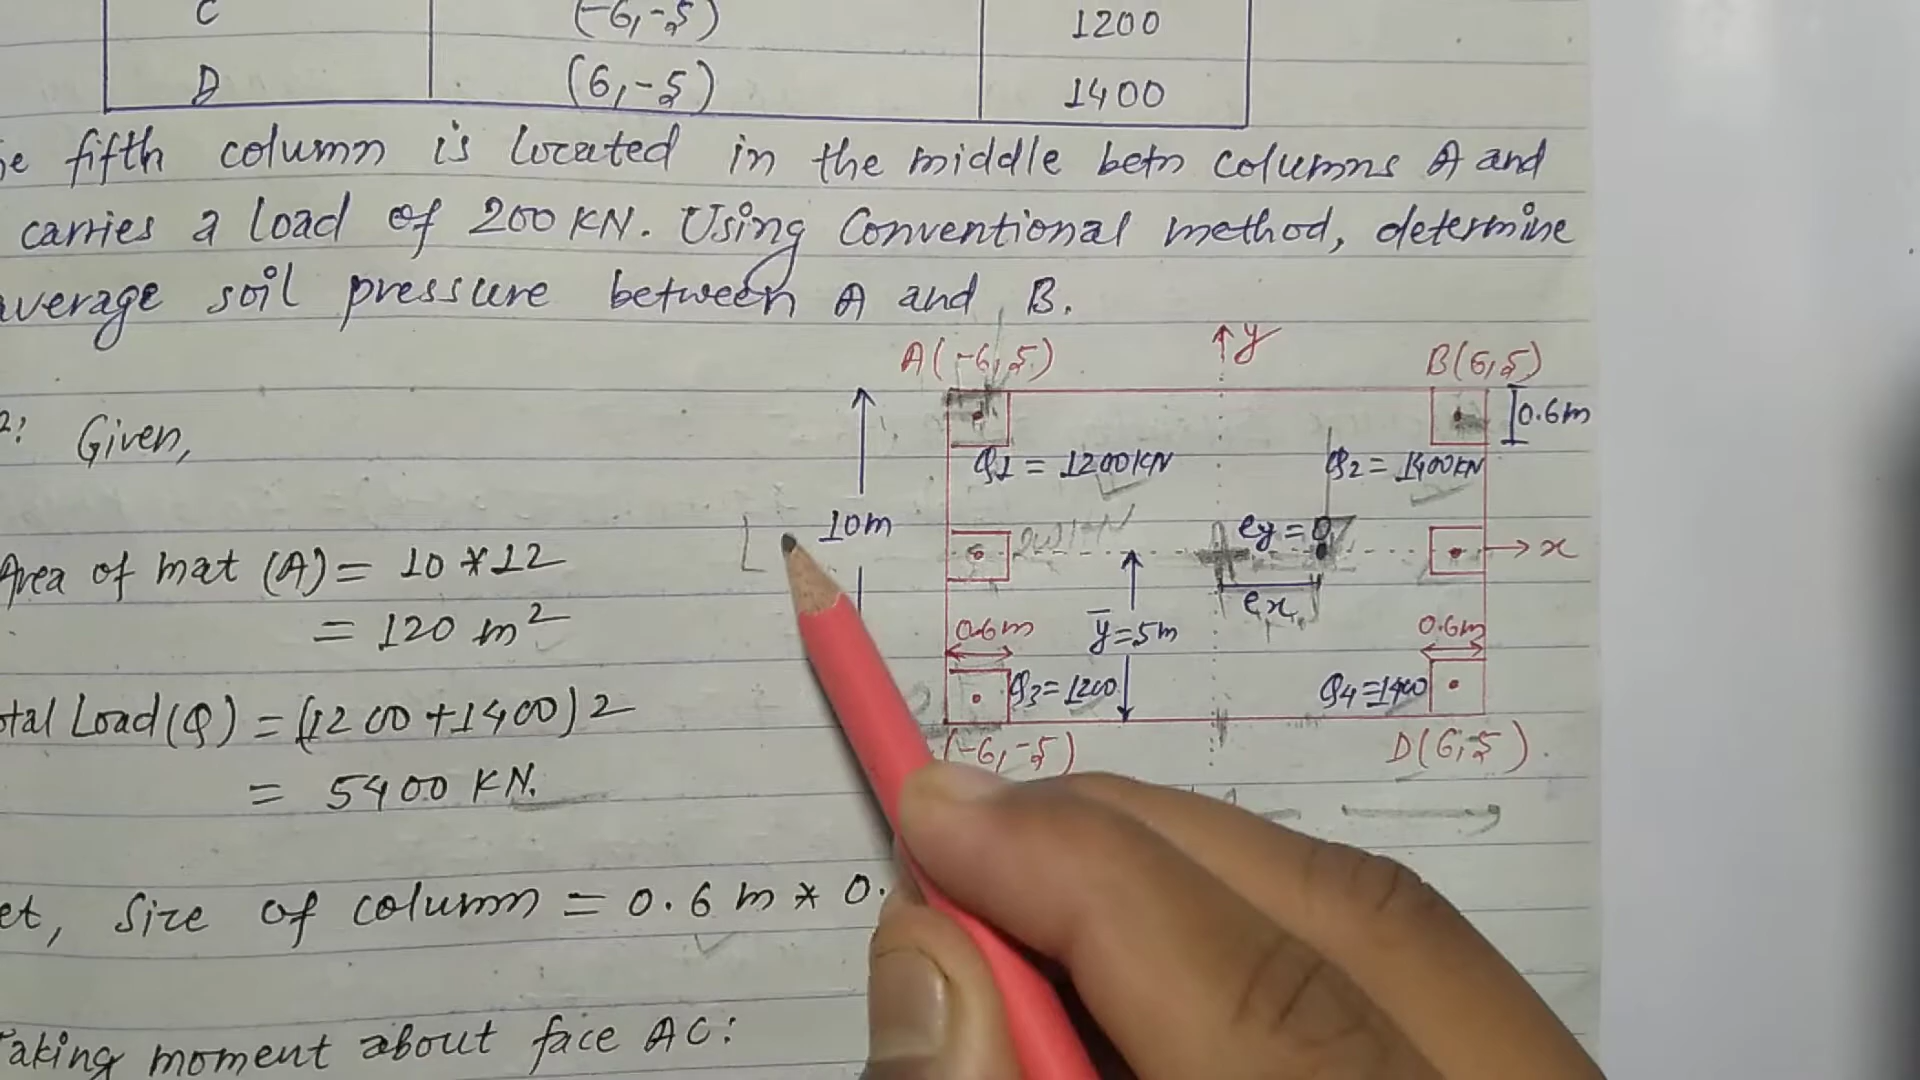 C (-6,-5) 1200
D (6,-5) 1400
fifth column is located in the middle betn columns A and
carries a load of 200 KN. Using Conventional method, determine
average soil pressure between A and B.
A(-6,5) y B(6,5)
0.6m
Given,
Q1 = 1200KN Q2 = 1400KN
10m ey = 0
x
Area of mat (A) = 10 * 12
ex
= 120 m2
0.6m y̅ = 5m 0.6m
Q3 = 1200 Q4 = 1400
otal Load (Q) = (1200 + 1400) 2
(-6,-5) D(6,-5)
= 5400 KN.
et, Size of column = 0.6 m * 0.
Taking moment about face AC: